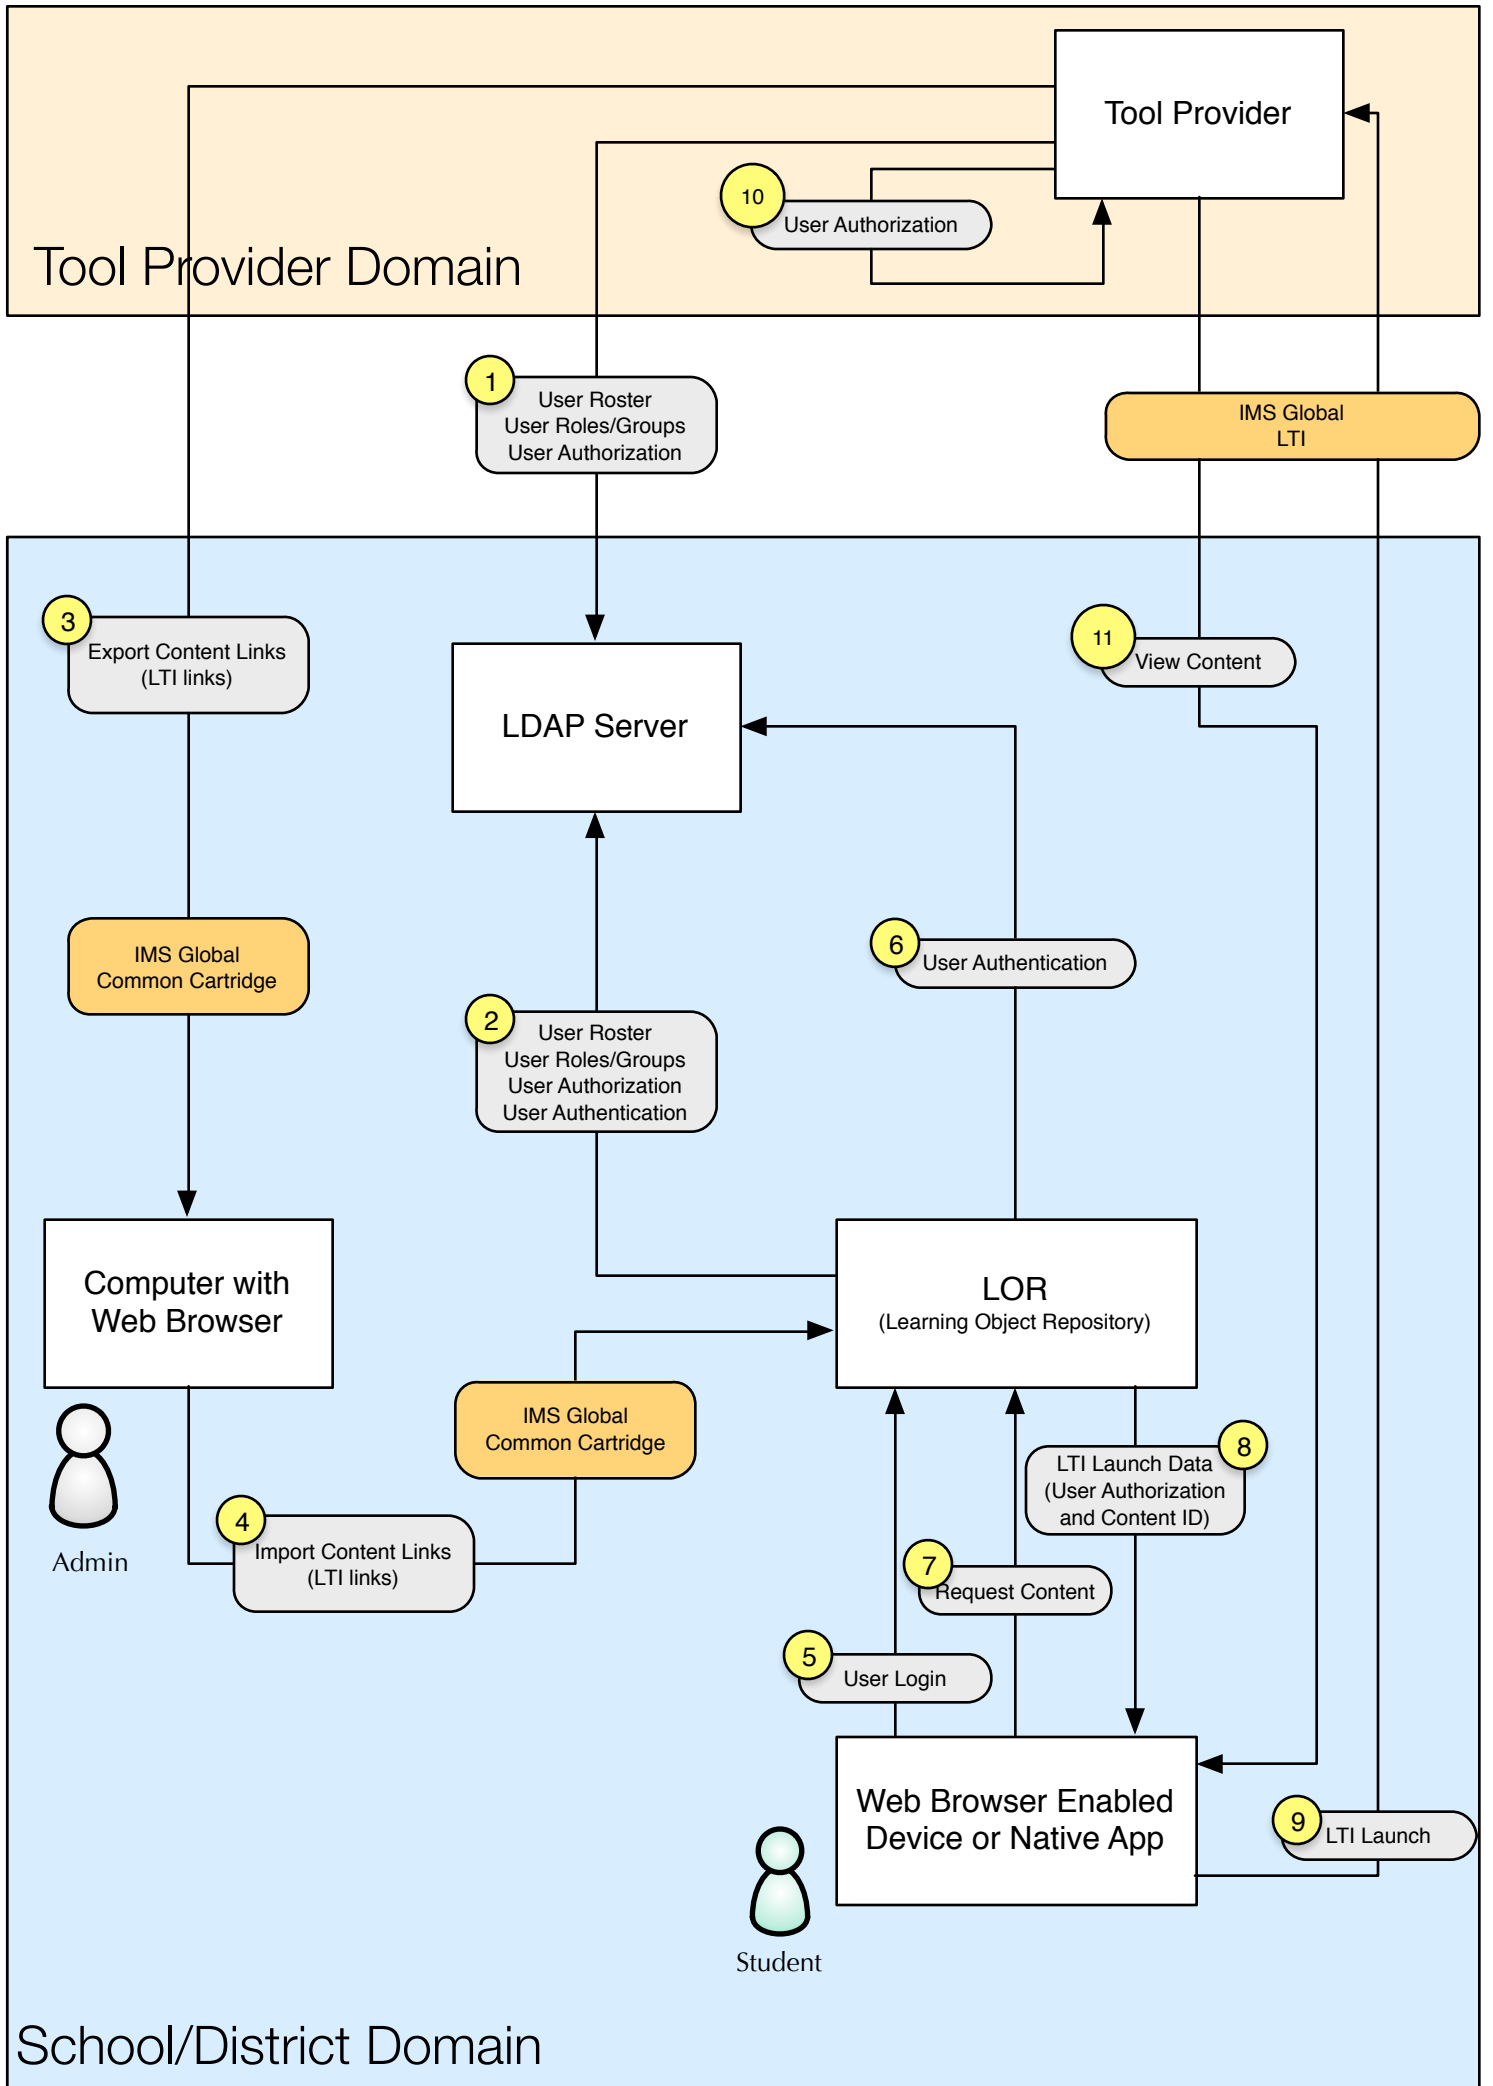 Tool Provider
10
User Authorization
Tool Provider Domain
1
User Roster
User Roles/Groups
User Authorization
IMS Global
LTI
3
Export Content Links
(LTI links)
11
View Content
LDAP Server
6
User Authentication
IMS Global
Common Cartridge
2
User Roster
User Roles/Groups
User Authorization
User Authentication
Computer with
Web Browser
LOR
(Learning Object Repository)
IMS Global
Common Cartridge
8
LTI Launch Data
(User Authorization
and Content ID)
Admin
4
Import Content Links
(LTI links)
7
Request Content
5
User Login
Web Browser Enabled
Device or Native App
9
LTI Launch
Student
School/District Domain